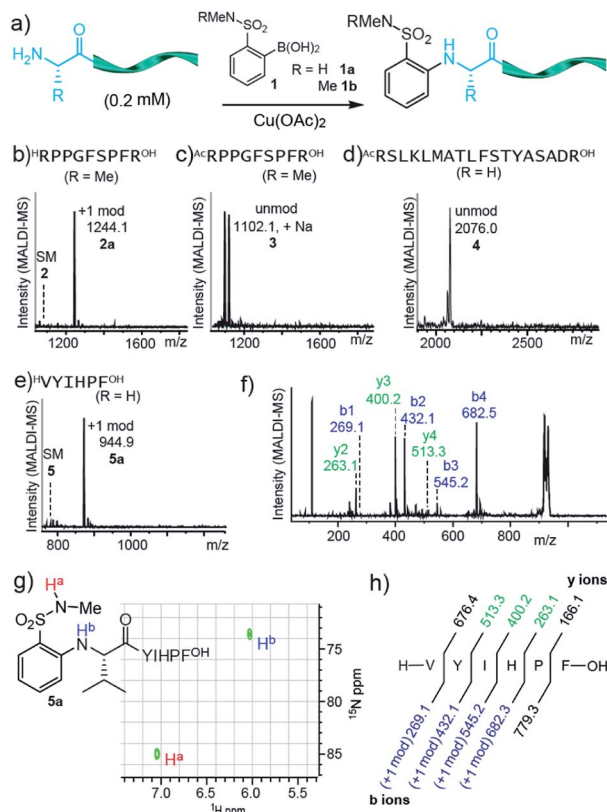 a)
H₂N
O
R
(0.2 mM)
RMeN
SO₂
B(OH)₂
1
R = H 1a
Me 1b
Cu(OAc)₂
RMeN
SO₂
H
N
O
R
b) ᴴRPPGFSPFRᴼᴴ
(R = Me)
Intensity (MALDI-MS)
SM
2
+1 mod
1244.1
2a
1200
1600
m/z
c) ᴬᶜRPPGFSPFRᴼᴴ
(R = Me)
Intensity (MALDI-MS)
unmod
1102.1, + Na
3
1200
1600
m/z
d) ᴬᶜRSLKLMATLFSTYASADRᴼᴴ
(R = H)
Intensity (MALDI-MS)
unmod
2076.0
4
2000
2800
m/z
e) ᴴVYIHPFᴼᴴ
(R = H)
Intensity (MALDI-MS)
SM
5
+1 mod
944.9
5a
800
1200
m/z
f)
Intensity (MALDI-MS)
y2
263.1
b1
269.1
y3
400.2
b2
432.1
y4
513.3
b3
545.2
b4
682.5
200
400
600
800
m/z
g)
Hᵃ
N
Me
SO₂
Hᵇ
N
O
YIHPFᴼᴴ
5a
Hᵇ
Hᵃ
75
80
85
¹⁵N ppm
7.0
6.5
6.0
5.5
¹H ppm
h)
y ions
676.4
513.3
400.2
263.1
166.1
H V Y I H P F OH
(+1 mod) 269.1
(+1 mod) 432.1
(+1 mod) 545.2
(+1 mod) 682.3
779.3
b ions